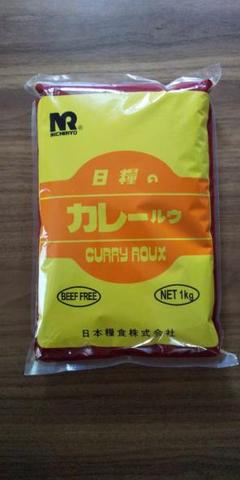 NR
NICHIRYO ®
日糧の
カレールウ
CURRY ROUX
BEEF FREE
NET 1kg
日本糧食株式会社